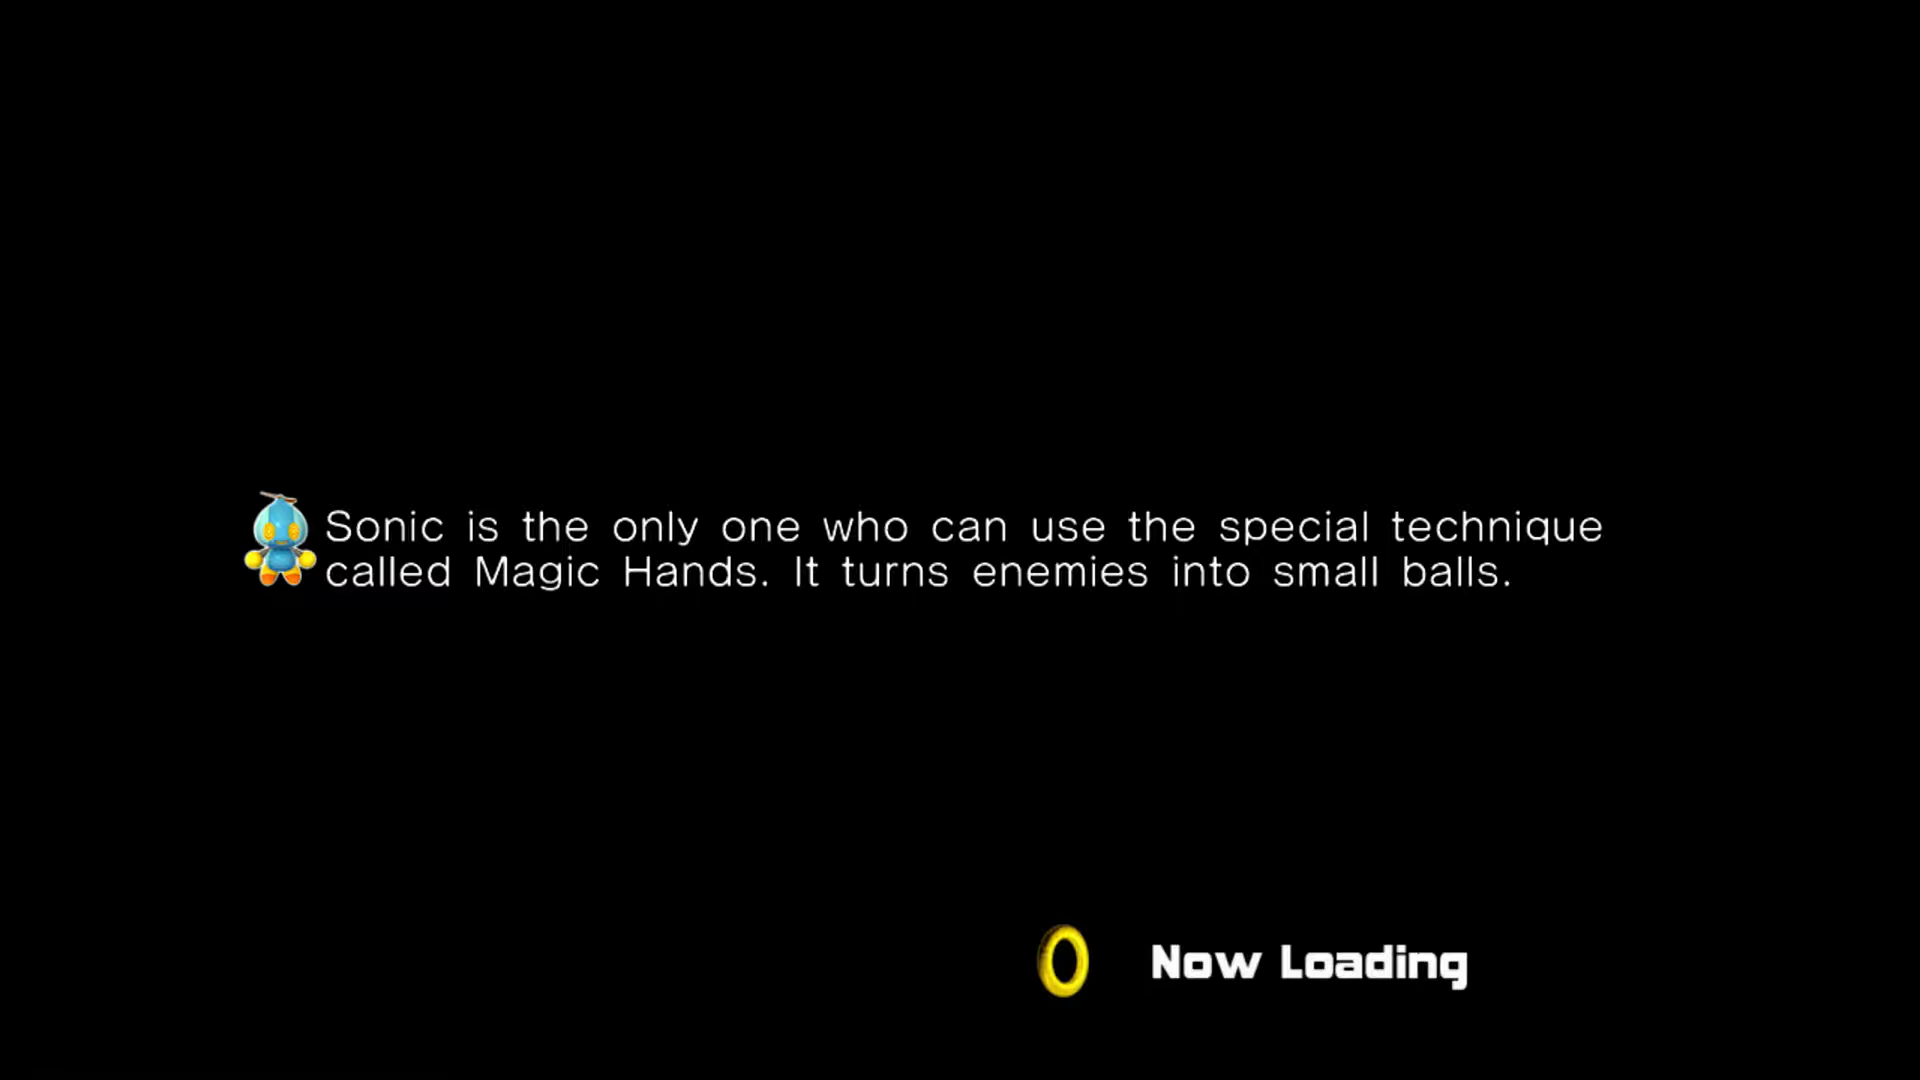 Sonic is the only one who can use the special technique
called Magic Hands. It turns enemies into small balls.
Now Loading